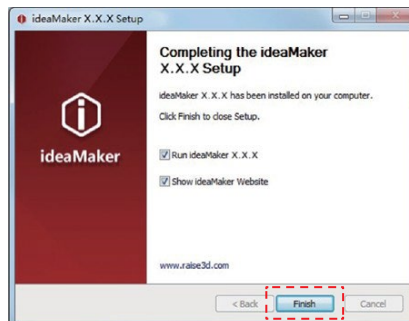 ideaMaker X.X.X Setup
Completing the ideaMaker
X.X.X Setup
ideaMaker X.X.X has been installed on your computer.
Click Finish to close Setup.
ideaMaker
Run ideaMaker X.X.X
Show ideaMaker Website
www.raise3d.com
< Back
Finish
Cancel